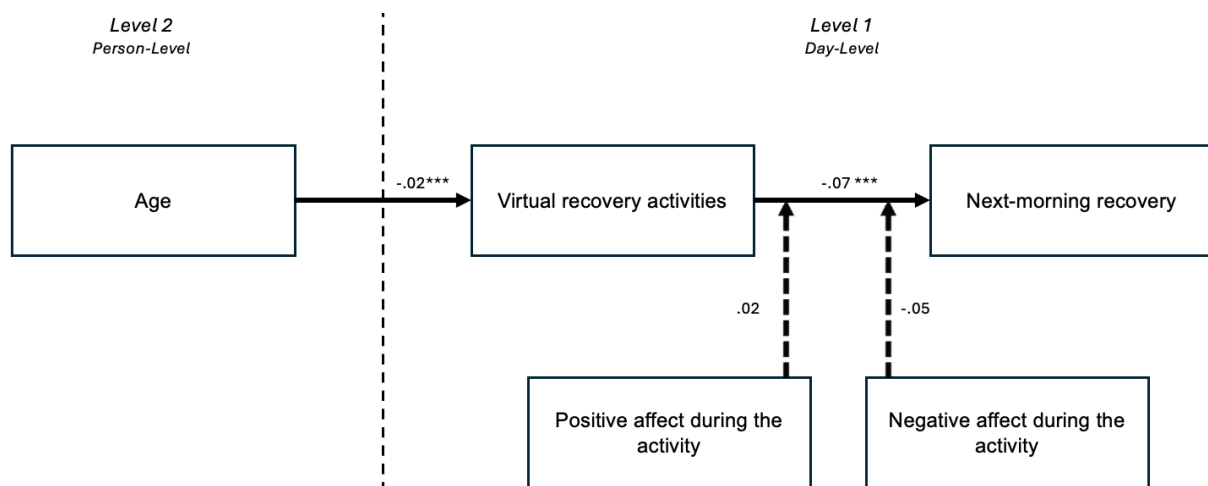 Level 2
Person-Level
Level 1
Day-Level
Age
-.02***
Virtual recovery activities
-.07 ***
Next-morning recovery
.02
-.05
Positive affect during the
activity
Negative affect during the
activity